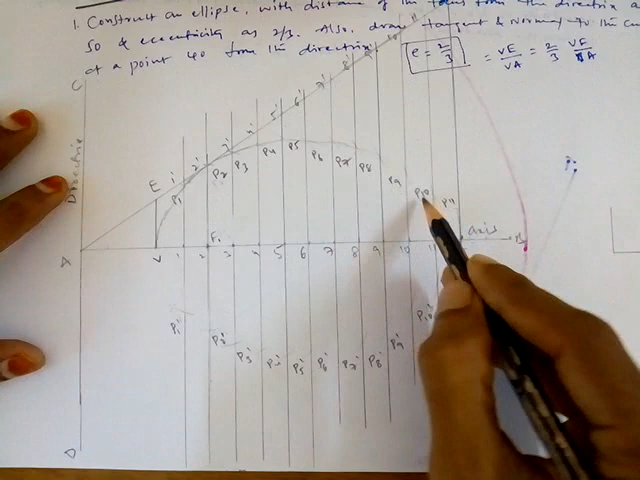 1. Construct an ellipse, with distance of the focus from the directrix as
50 & eccentricity as 2/3. Also, draw tangent & Normal to the cu
at a point 40 from the directrix.
e = 2/3 = VE/VA = 2/3 VF/VA
C
Directrix
E
1' 2' 3' 4' 5' 6' 7' 8' 9'
P1 P2 P3 P4 P5 P6 P7 P8 P9 P10 P11
A V 1 2 F1 3 4 5 6 7 8 9 10 11 axis B
P1' P2' P3' P4' P5' P6' P7' P8' P9' P10'
D